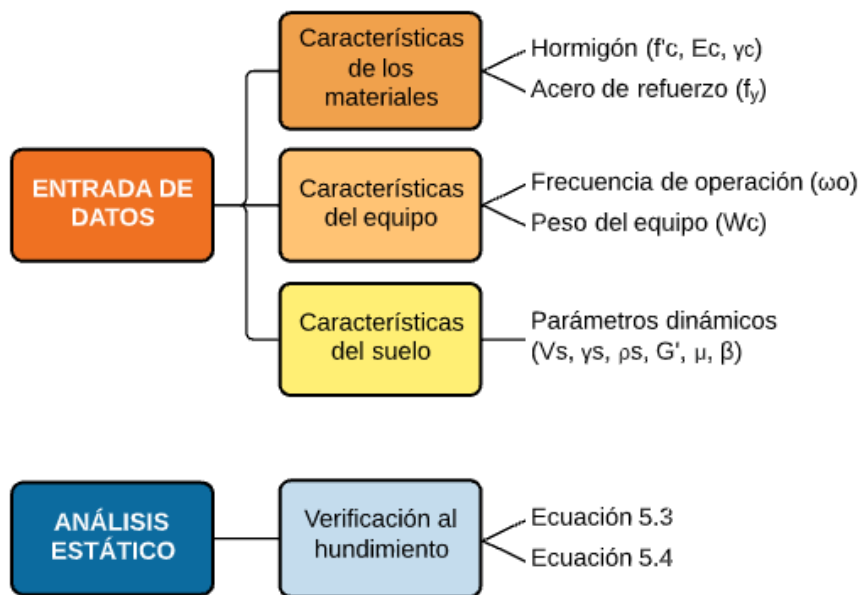 Características
de los
materiales
Hormigón (f'c, Ec, γc)
Acero de refuerzo (fy)
ENTRADA DE
DATOS
Características
del equipo
Frecuencia de operación (ωo)
Peso del equipo (Wc)
Características
del suelo
Parámetros dinámicos
(Vs, γs, ρs, G', μ, β)
ANÁLISIS
ESTÁTICO
Verificación al
hundimiento
Ecuación 5.3
Ecuación 5.4